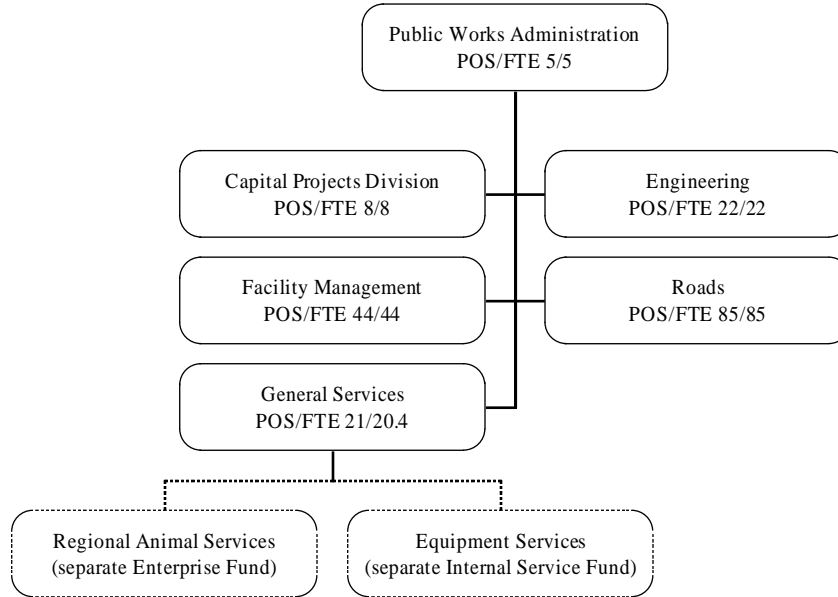 Public Works Administration
POS/FTE 5/5
Capital Projects Division
POS/FTE 8/8
Engineering
POS/FTE 22/22
Facility Management
POS/FTE 44/44
Roads
POS/FTE 85/85
General Services
POS/FTE 21/20.4
Regional Animal Services
(separate Enterprise Fund)
Equipment Services
(separate Internal Service Fund)